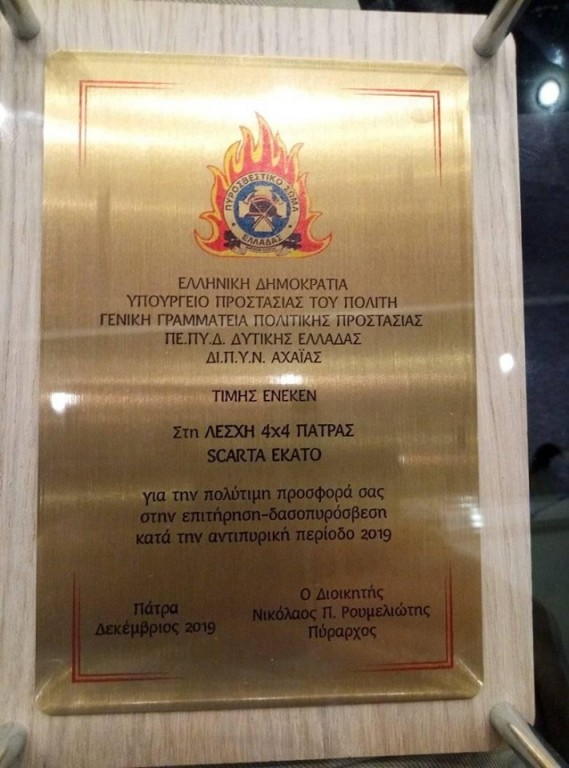 ΠΥΡΟΣΒΕΣΤΙΚΟ ΣΩΜΑ
ΕΛΛΑΔΑΣ
ΕΛΛΗΝΙΚΗ ΔΗΜΟΚΡΑΤΙΑ
ΥΠΟΥΡΓΕΙΟ ΠΡΟΣΤΑΣΙΑΣ ΤΟΥ ΠΟΛΙΤΗ
ΓΕΝΙΚΗ ΓΡΑΜΜΑΤΕΙΑ ΠΟΛΙΤΙΚΗΣ ΠΡΟΣΤΑΣΙΑΣ
ΠΕ.ΠΥ.Δ. ΔΥΤΙΚΗΣ ΕΛΛΑΔΑΣ
ΔΙ.Π.Υ.Ν. ΑΧΑΪΑΣ
ΤΙΜΗΣ ΕΝΕΚΕΝ
Στη ΛΕΣΧΗ 4x4 ΠΑΤΡΑΣ
SCARTA ΕΚΑΤΟ
για την πολύτιμη προσφορά σας
στην επιτήρηση-δασοπυρόσβεση
κατά την αντιπυρική περίοδο 2019
Πάτρα
Δεκέμβριος 2019
Ο Διοικητής
Νικόλαος Π. Ρουμελιώτης
Πύραρχος